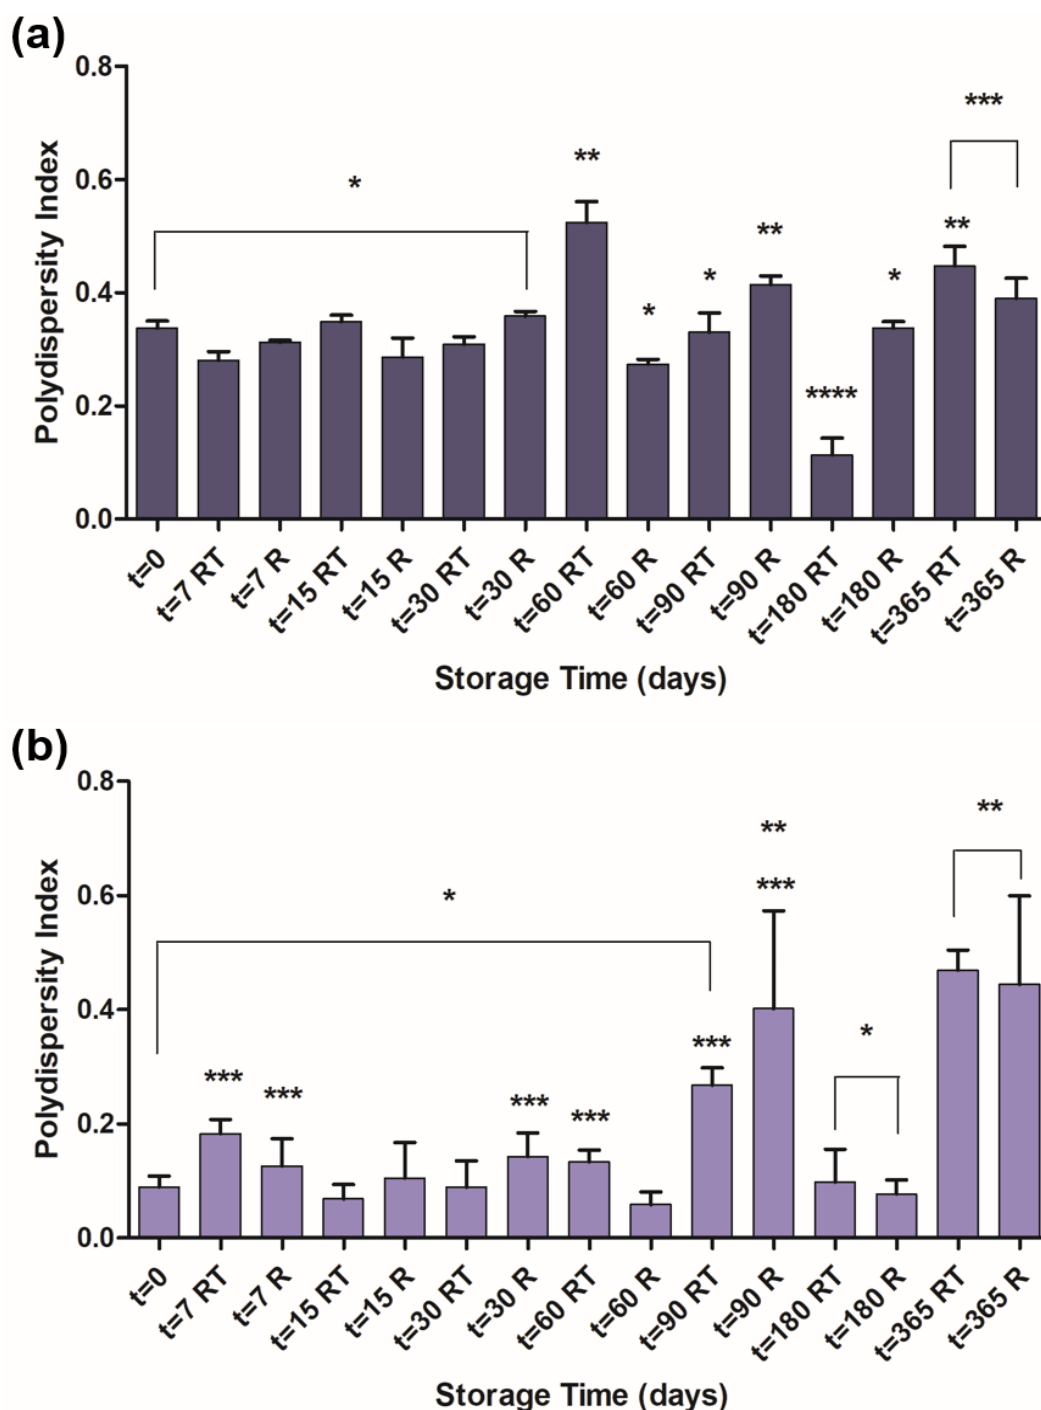 (a)
0.8
0.6
0.4
0.2
0.0
Polydispersity Index
*
**
*
*
**
****
*
**
***
t=0
t=7 RT
t=7 R
t=15 RT
t=15 R
t=30 RT
t=30 R
t=60 RT
t=60 R
t=90 RT
t=90 R
t=180 RT
t=180 R
t=365 RT
t=365 R
Storage Time (days)
(b)
0.8
0.6
0.4
0.2
0.0
Polydispersity Index
*
***
***
***
***
***
**
***
*
**
t=0
t=7 RT
t=7 R
t=15 RT
t=15 R
t=30 RT
t=30 R
t=60 RT
t=60 R
t=90 RT
t=90 R
t=180 RT
t=180 R
t=365 RT
t=365 R
Storage Time (days)